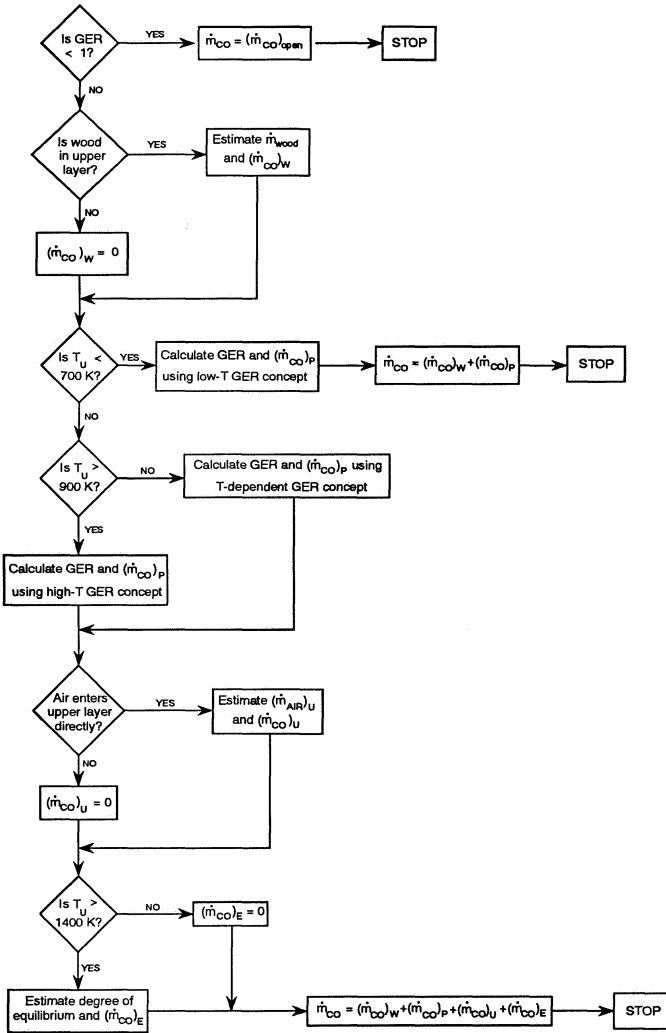 Is GER
< 1?
YES
ṁCO = (ṁCO)open
STOP
NO
Is wood
in upper
layer?
YES
Estimate ṁwood
and (ṁCO)W
NO
(ṁCO)W = 0
Is TU <
700 K?
YES
Calculate GER and (ṁCO)P
using low-T GER concept
ṁCO = (ṁCO)W+(ṁCO)P
STOP
NO
Is TU >
900 K?
NO
Calculate GER and (ṁCO)P using
T-dependent GER concept
YES
Calculate GER and (ṁCO)P
using high-T GER concept
Air enters
upper layer
directly?
YES
Estimate (ṁAIR)U
and (ṁCO)U
NO
(ṁCO)U = 0
Is TU >
1400 K?
NO
(ṁCO)E = 0
YES
Estimate degree of
equilibrium and (ṁCO)E
ṁCO = (ṁCO)W+(ṁCO)P+(ṁCO)U+(ṁCO)E
STOP